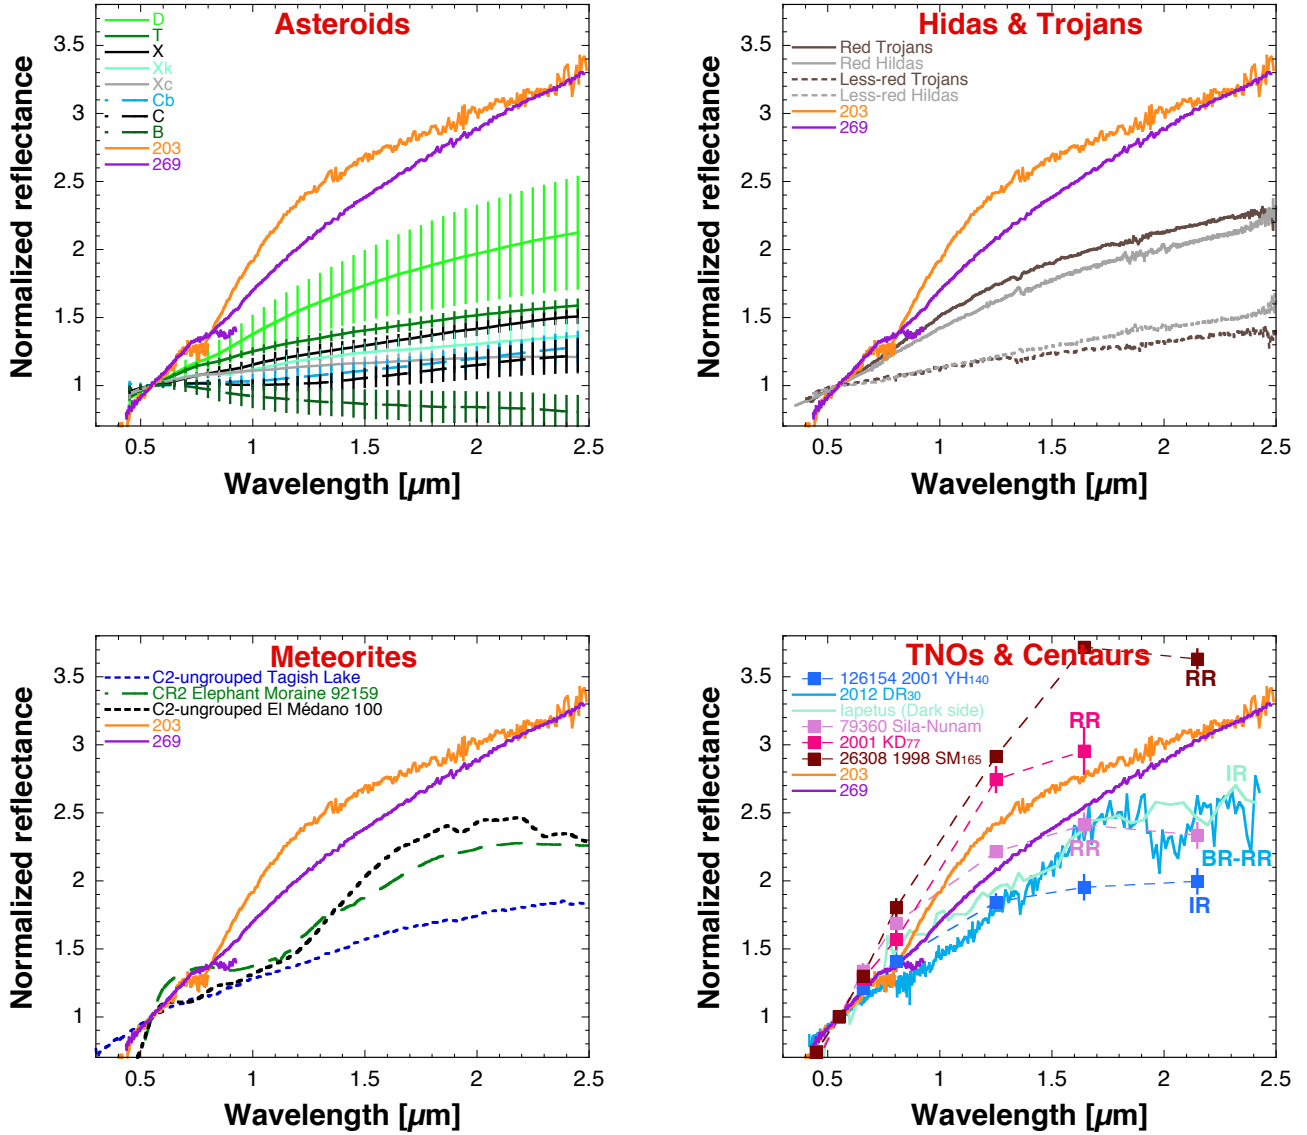 Asteroids
D
T
X
Xk
Xc
Cb
C
B
203
269
3.5
3
2.5
2
1.5
1
0.5
1
1.5
2
2.5
Normalized reflectance
Wavelength [µm]
Hidas & Trojans
Red Trojans
Red Hildas
Less-red Trojans
Less-red Hildas
203
269
3.5
3
2.5
2
1.5
1
0.5
1
1.5
2
2.5
Normalized reflectance
Wavelength [µm]
Meteorites
C2-ungrouped Tagish Lake
CR2 Elephant Moraine 92159
C2-ungrouped El Médano 100
203
269
3.5
3
2.5
2
1.5
1
0.5
1
1.5
2
2.5
Normalized reflectance
Wavelength [µm]
TNOs & Centaurs
126154 2001 YH140
2012 DR30
Iapetus (Dark side)
79360 Sila-Nunam
2001 KD77
26308 1998 SM165
203
269
RR
RR
IR
RR
BR-RR
IR
3.5
3
2.5
2
1.5
1
0.5
1
1.5
2
2.5
Normalized reflectance
Wavelength [µm]